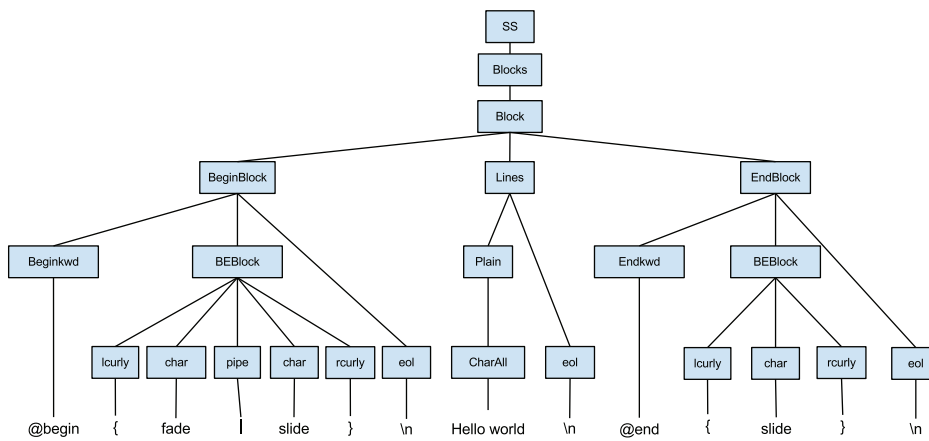 SS
Blocks
Block
BeginBlock Lines EndBlock
Beginkwd BEBlock Plain Endkwd BEBlock
lcurly char pipe char rcurly eol CharAll eol lcurly char rcurly eol
@begin { fade | slide } \n Hello world \n @end { slide } \n